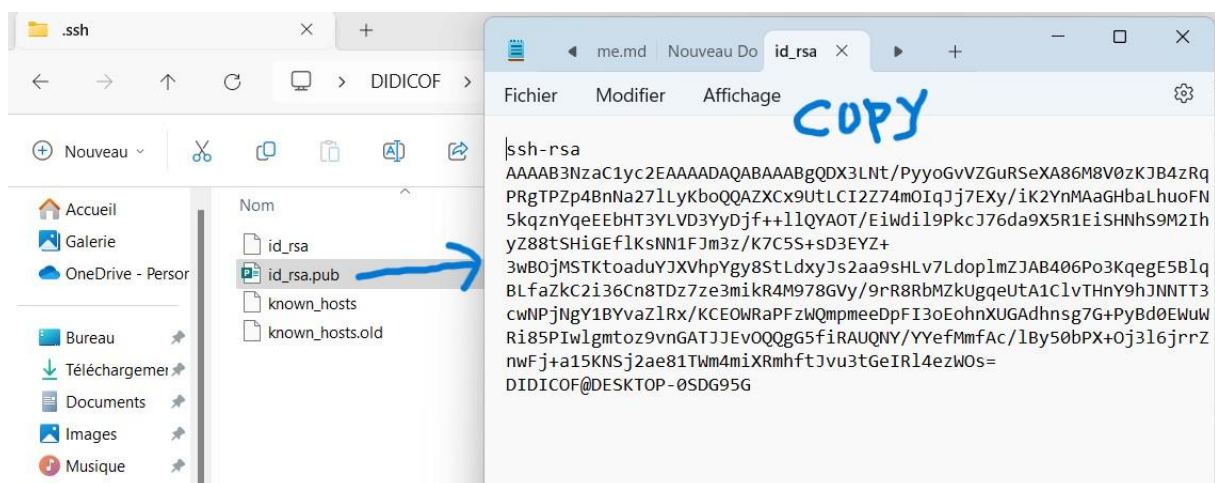 .ssh
DIDICOF
Nouveau
Accueil
Galerie
OneDrive - Persor
Bureau
Téléchargemer
Documents
Images
Musique
Nom
id_rsa
id_rsa.pub
known_hosts
known_hosts.old
me.md Nouveau Do id_rsa
Fichier Modifier Affichage
COPY
ssh-rsa
AAAAB3NzaC1yc2EAAAADAQABAAABgQDX3LNt/PyyoGvVZGuRSeXA86M8V0zKJB4zRq
PRgTPZp4BnNa27lLyKboQQAZXCx9UtLCI2Z74mOIqJj7EXy/iK2YnMAaGHbaLhuoFN
5kqznYqeEEbHT3YLVD3YyDjf++llQYAOT/EiWdil9PkcJ76da9X5R1EiSHNhS9M2Ih
yZ88tSHiGEflKsNN1FJm3z/K7C5S+sD3EYZ+
3wBOjMSTKtoaduYJXVhpYgy8StLdxyJs2aa9sHLv7LdoplmZJAB406Po3KqegE5Blq
BLfaZkC2i36Cn8TDz7ze3mikR4M978GVy/9rR8RbMZkUgqeUtA1ClvTHnY9hJNNTT3
cwNPjNgY1BYvaZlRx/KCEOWRaPFzWQmpmeeDpFI3oEohnXUGAdhnsg7G+PyBd0EWuW
Ri85PIwlgmtoz9vnGATJJEvOQQgG5fiRAUQNY/YYefMmfAc/lBy50bPX+Oj3l6jrrZ
nwFj+a15KNSj2ae81TWm4miXRmhftJvu3tGeIRl4ezWOs=
DIDICOF@DESKTOP-0SDG95G